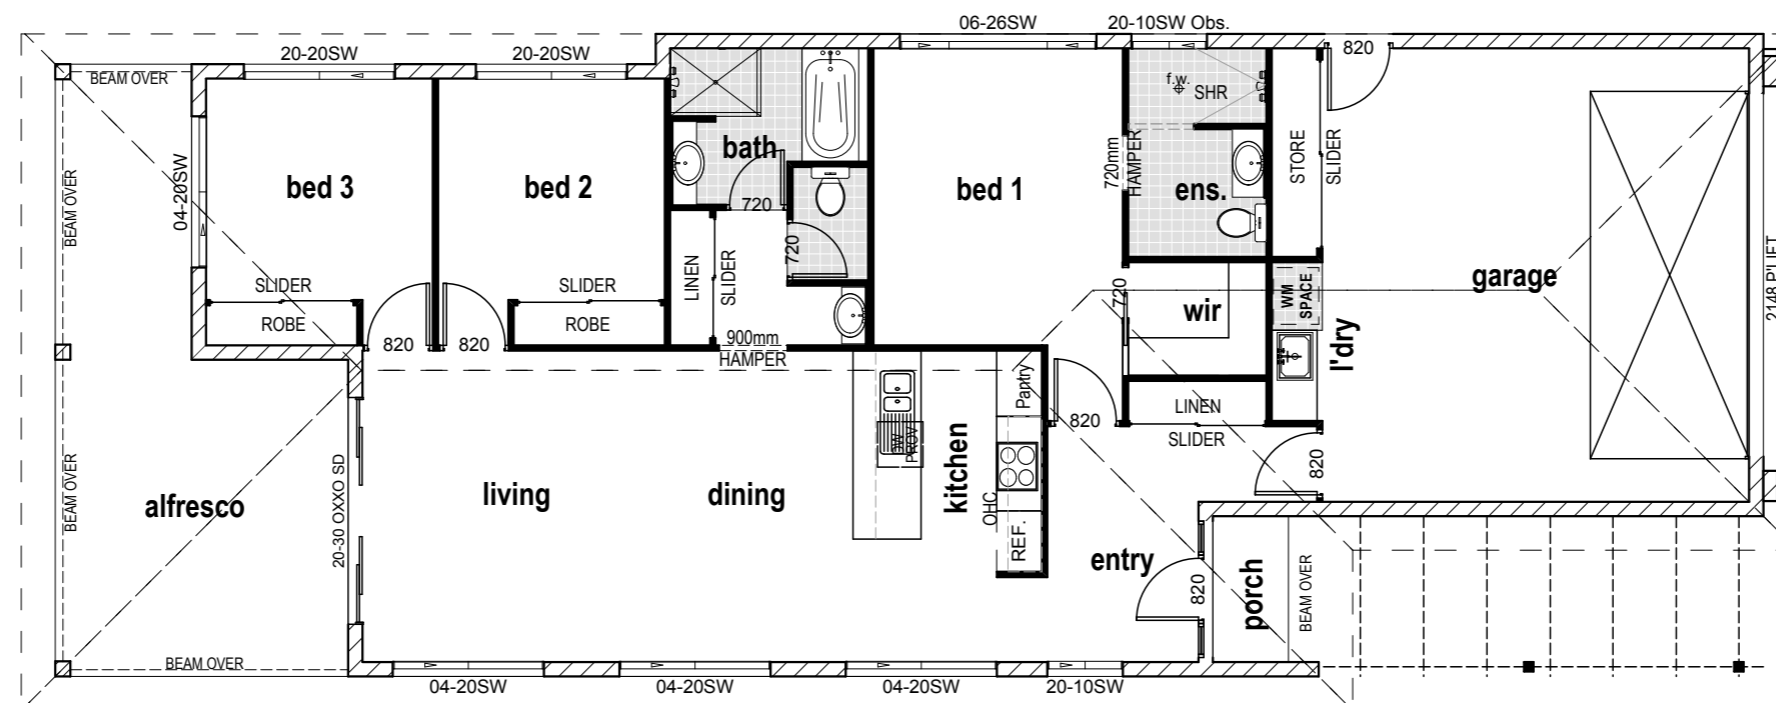 06-26SW
20-10SW Obs.
20-20SW
20-20SW
820
BEAM OVER
f.w.
SHR
bath
STORE
SLIDER
720mm
HAMPER
BEAM OVER
04-20SW
bed 3
bed 2
bed 1
ens.
720
720
LINEN
SLIDER
2148 P'LIFT
garage
SLIDER
SLIDER
720
WM
SPACE
wir
ROBE
ROBE
900mm
HAMPER
820
820
l'dry
Pantry
LINEN
820
SLIDER
DW
PROV
kitchen
820
BEAM OVER
alfresco
living
dining
OHC
20-30 OXXO SD
REF.
entry
820
porch
BEAM OVER
BEAM OVER
04-20SW
04-20SW
04-20SW
20-10SW